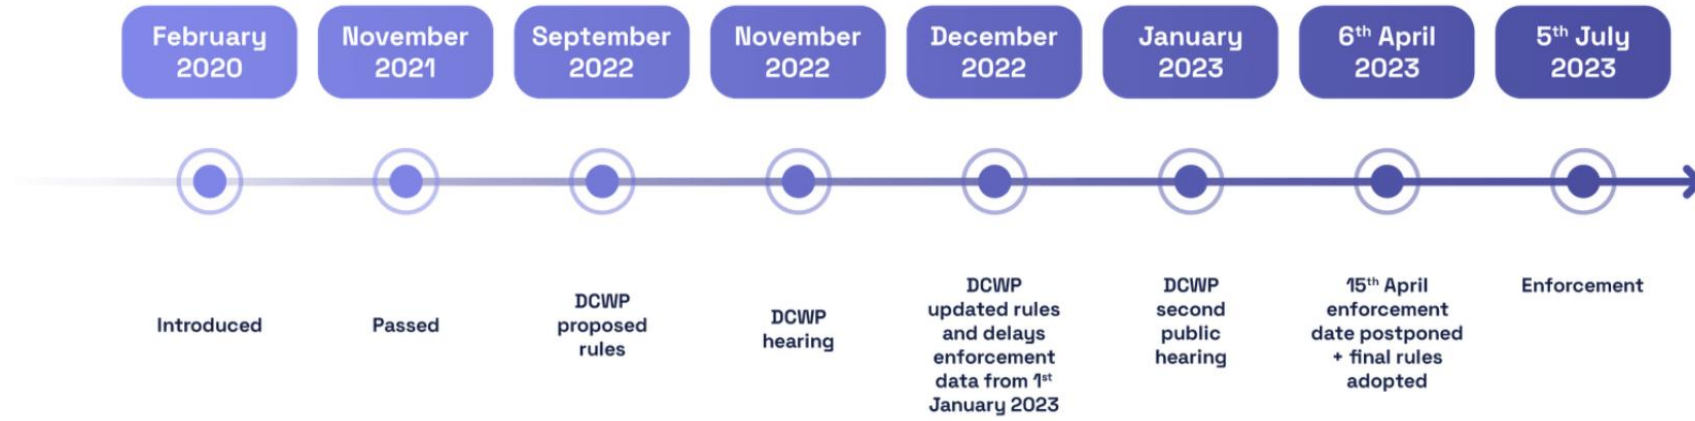 February
2020
November
2021
September
2022
November
2022
December
2022
January
2023
6th April
2023
5th July
2023
Introduced
Passed
DCWP
proposed
rules
DCWP
hearing
DCWP
updated rules
and delays
enforcement
data from 1st
January 2023
DCWP
second
public
hearing
15th April
enforcement
date postponed
+ final rules
adopted
Enforcement